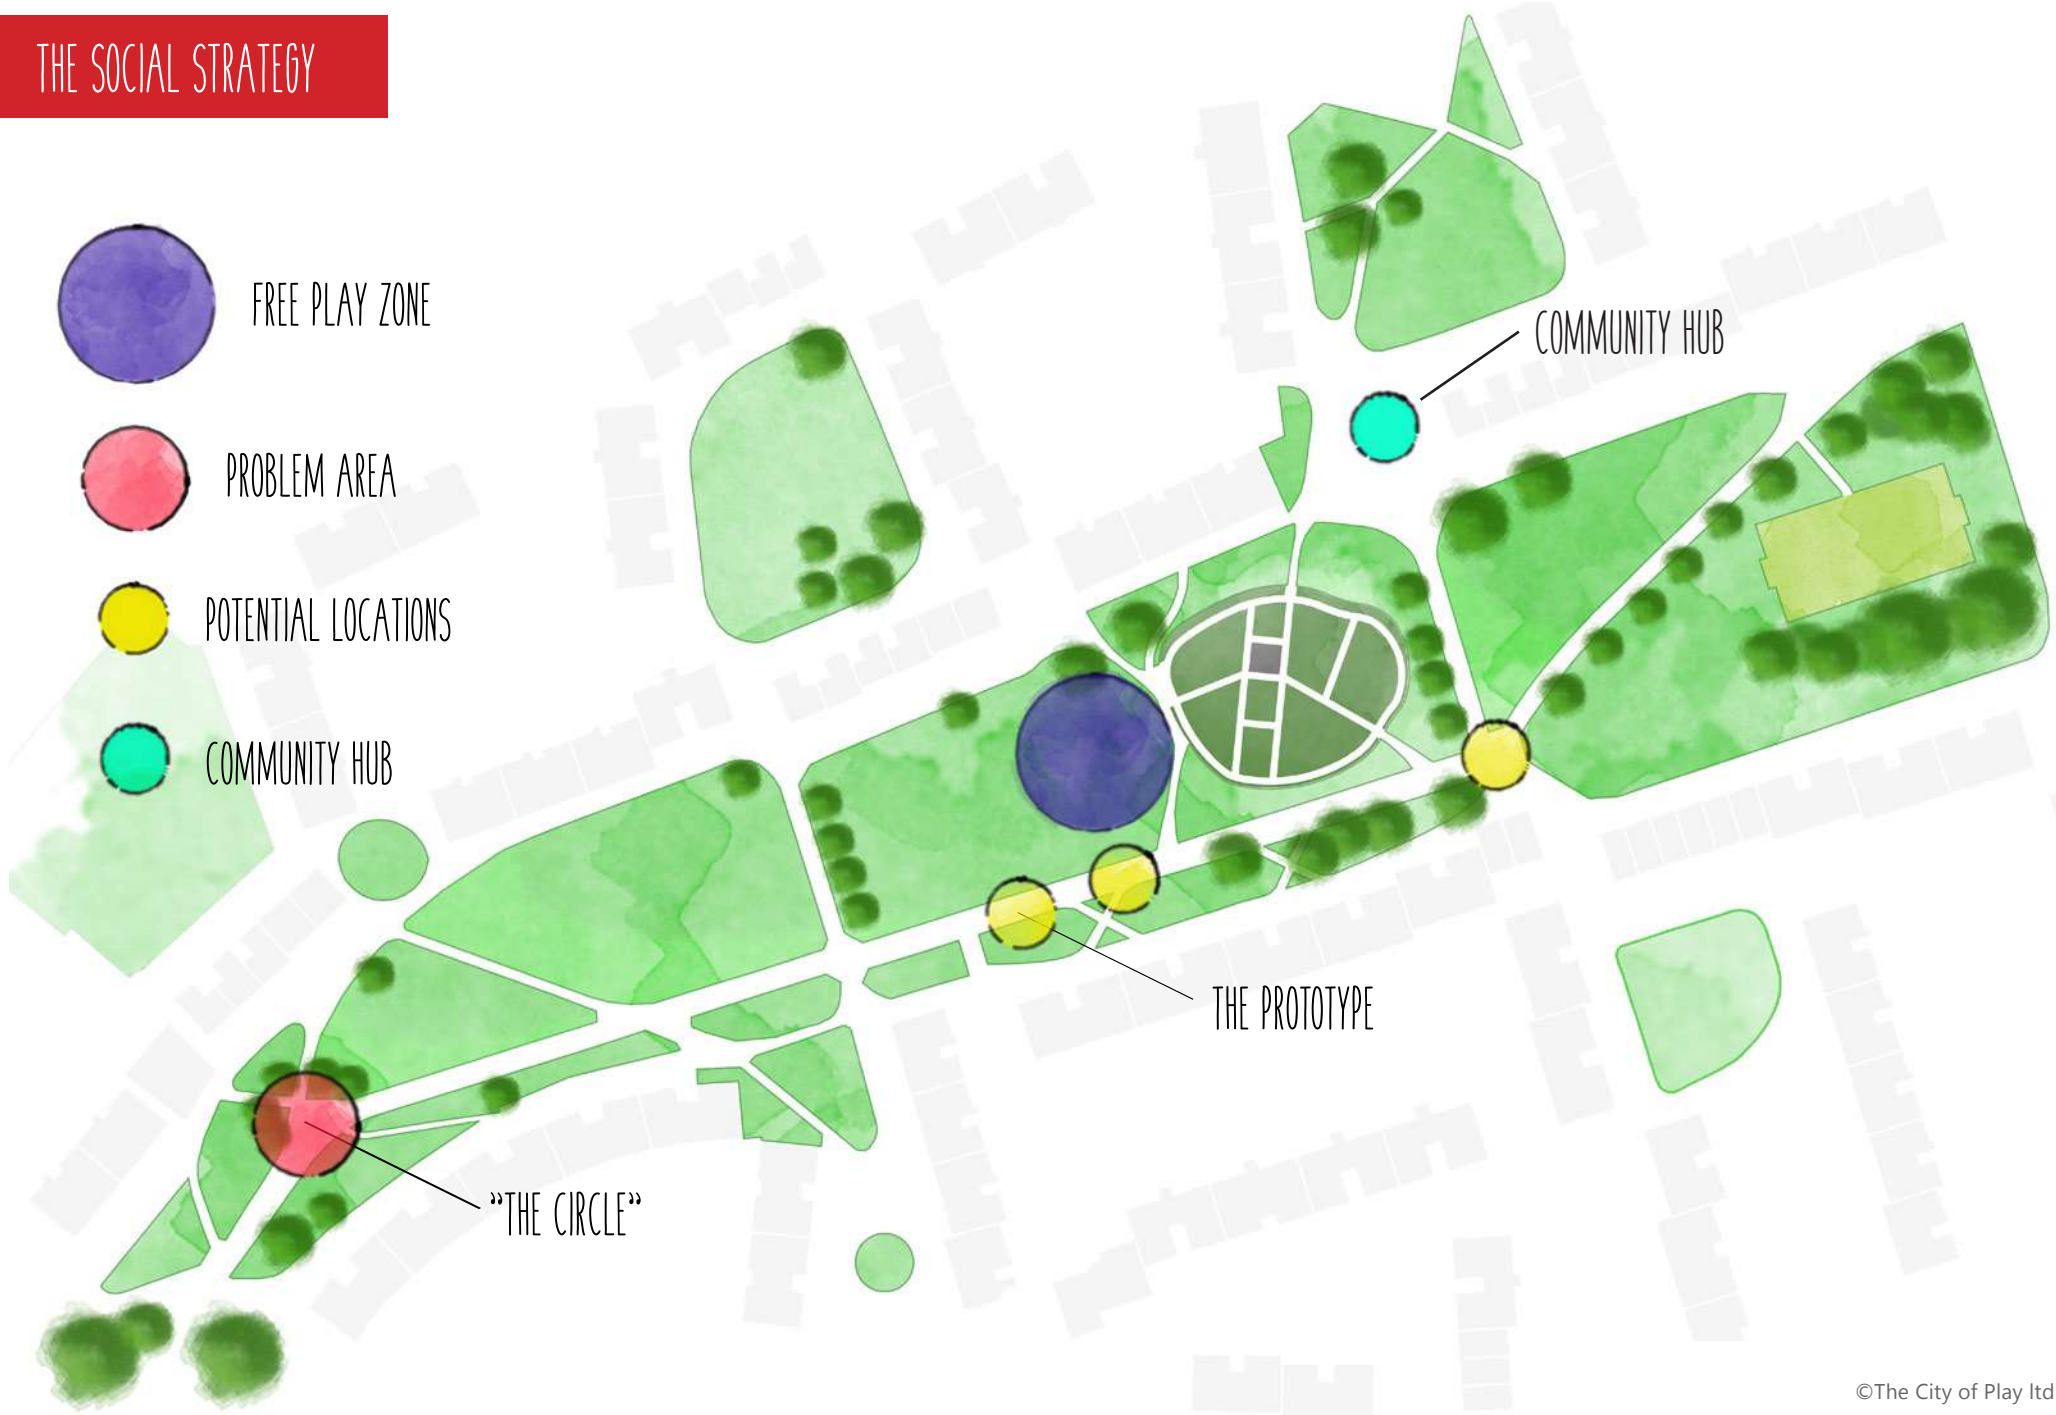 THE SOCIAL STRATEGY
FREE PLAY ZONE
PROBLEM AREA
POTENTIAL LOCATIONS
COMMUNITY HUB
COMMUNITY HUB
THE PROTOTYPE
"THE CIRCLE"
©The City of Play ltd